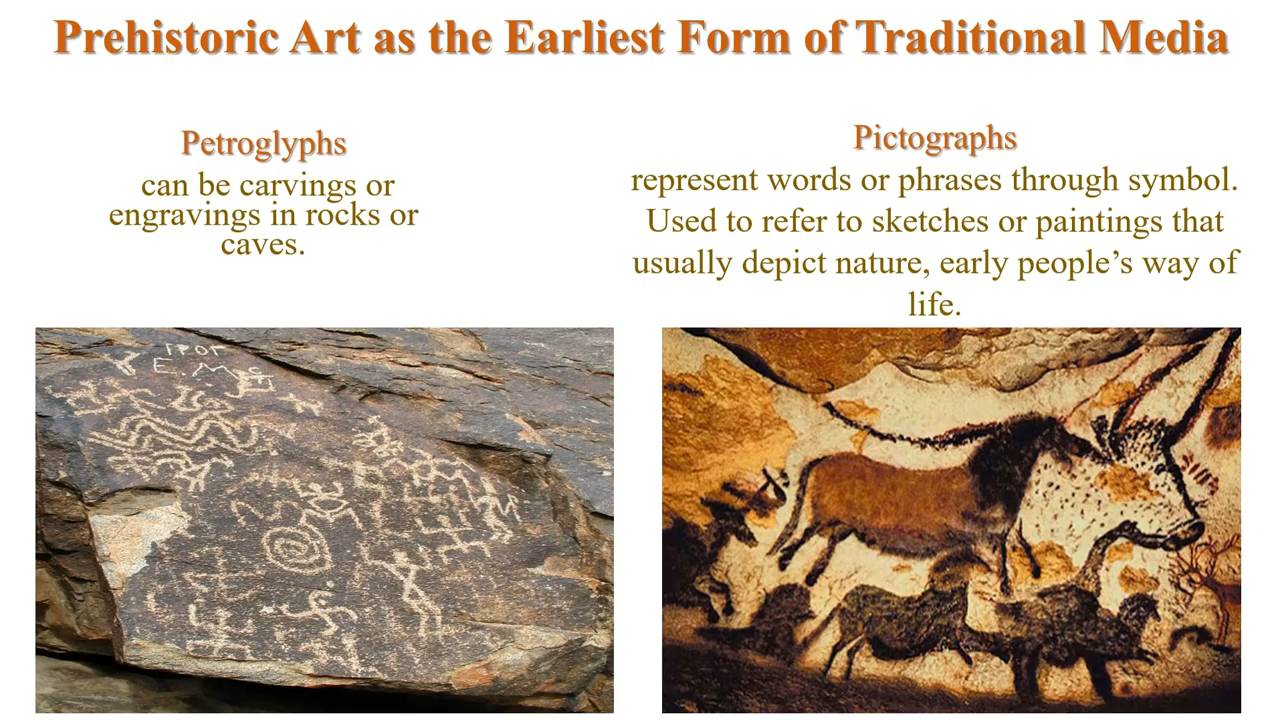 Prehistoric Art as the Earliest Form of Traditional Media
Petroglyphs
can be carvings or
engravings in rocks or
caves.
Pictographs
represent words or phrases through symbol.
Used to refer to sketches or paintings that
usually depict nature, early people’s way of
life.
E.M